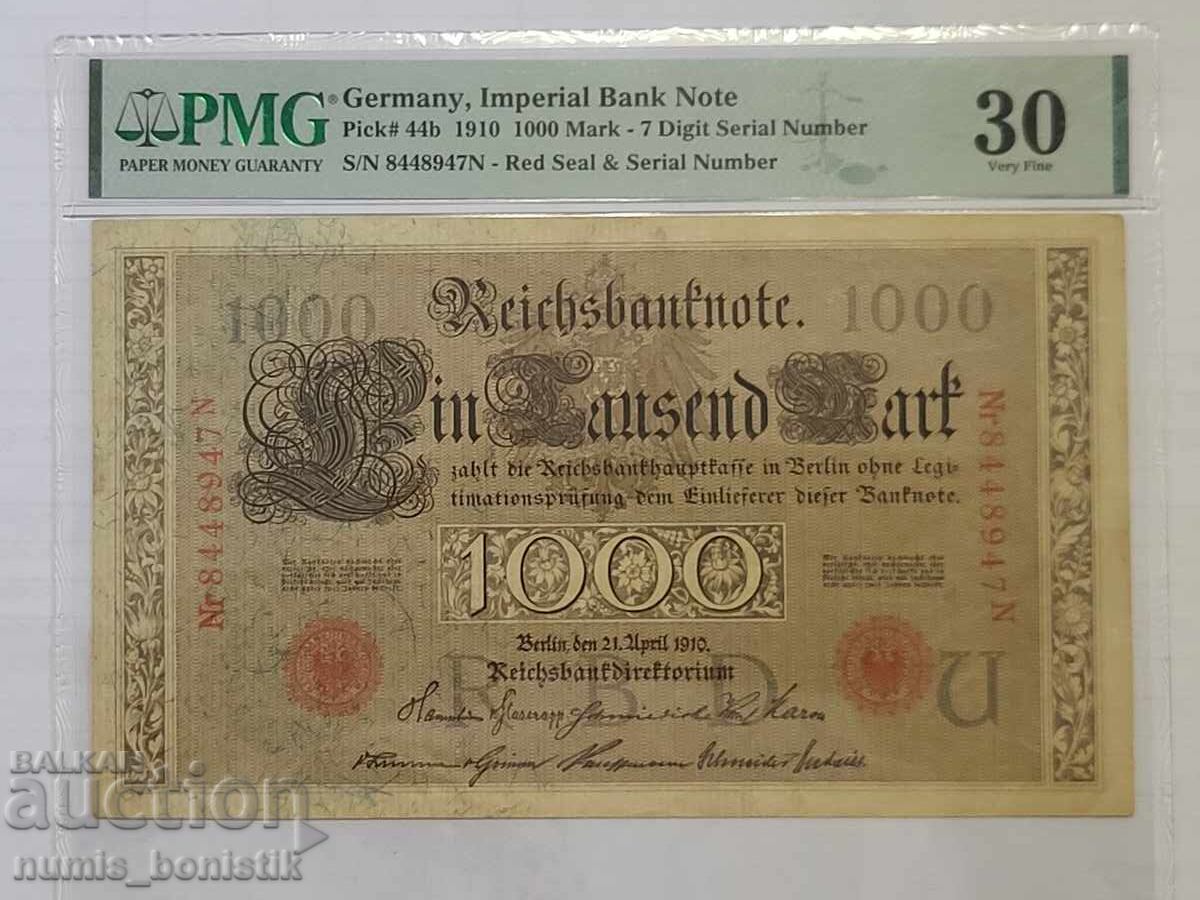 PMG® Germany, Imperial Bank Note
Pick# 44b 1910 1000 Mark - 7 Digit Serial Number
PAPER MONEY GUARANTY S/N 8448947N - Red Seal & Serial Number
30
Very Fine
1000 Reichsbanknote. 1000
Ein Tausend Mark
zahlt die Reichsbankhauptkasse in Berlin ohne Legi-
timationsprüfung dem Einlieferer dieser Banknote.
Nr 8448947 N
Nr 8448947 N
1000
Berlin, den 21. April 1910.
Reichsbankdirektorium
R B D U
BALKAN
auction
numis_bonistik